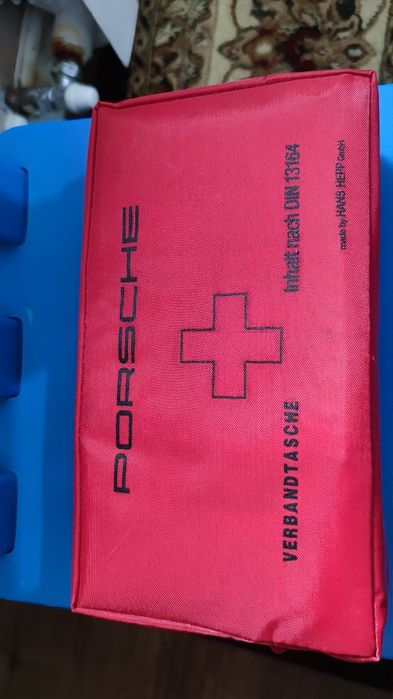 PORSCHE
VERBANDTASCHE
Inhalt nach DIN 13164
made by HANS HEPP GmbH